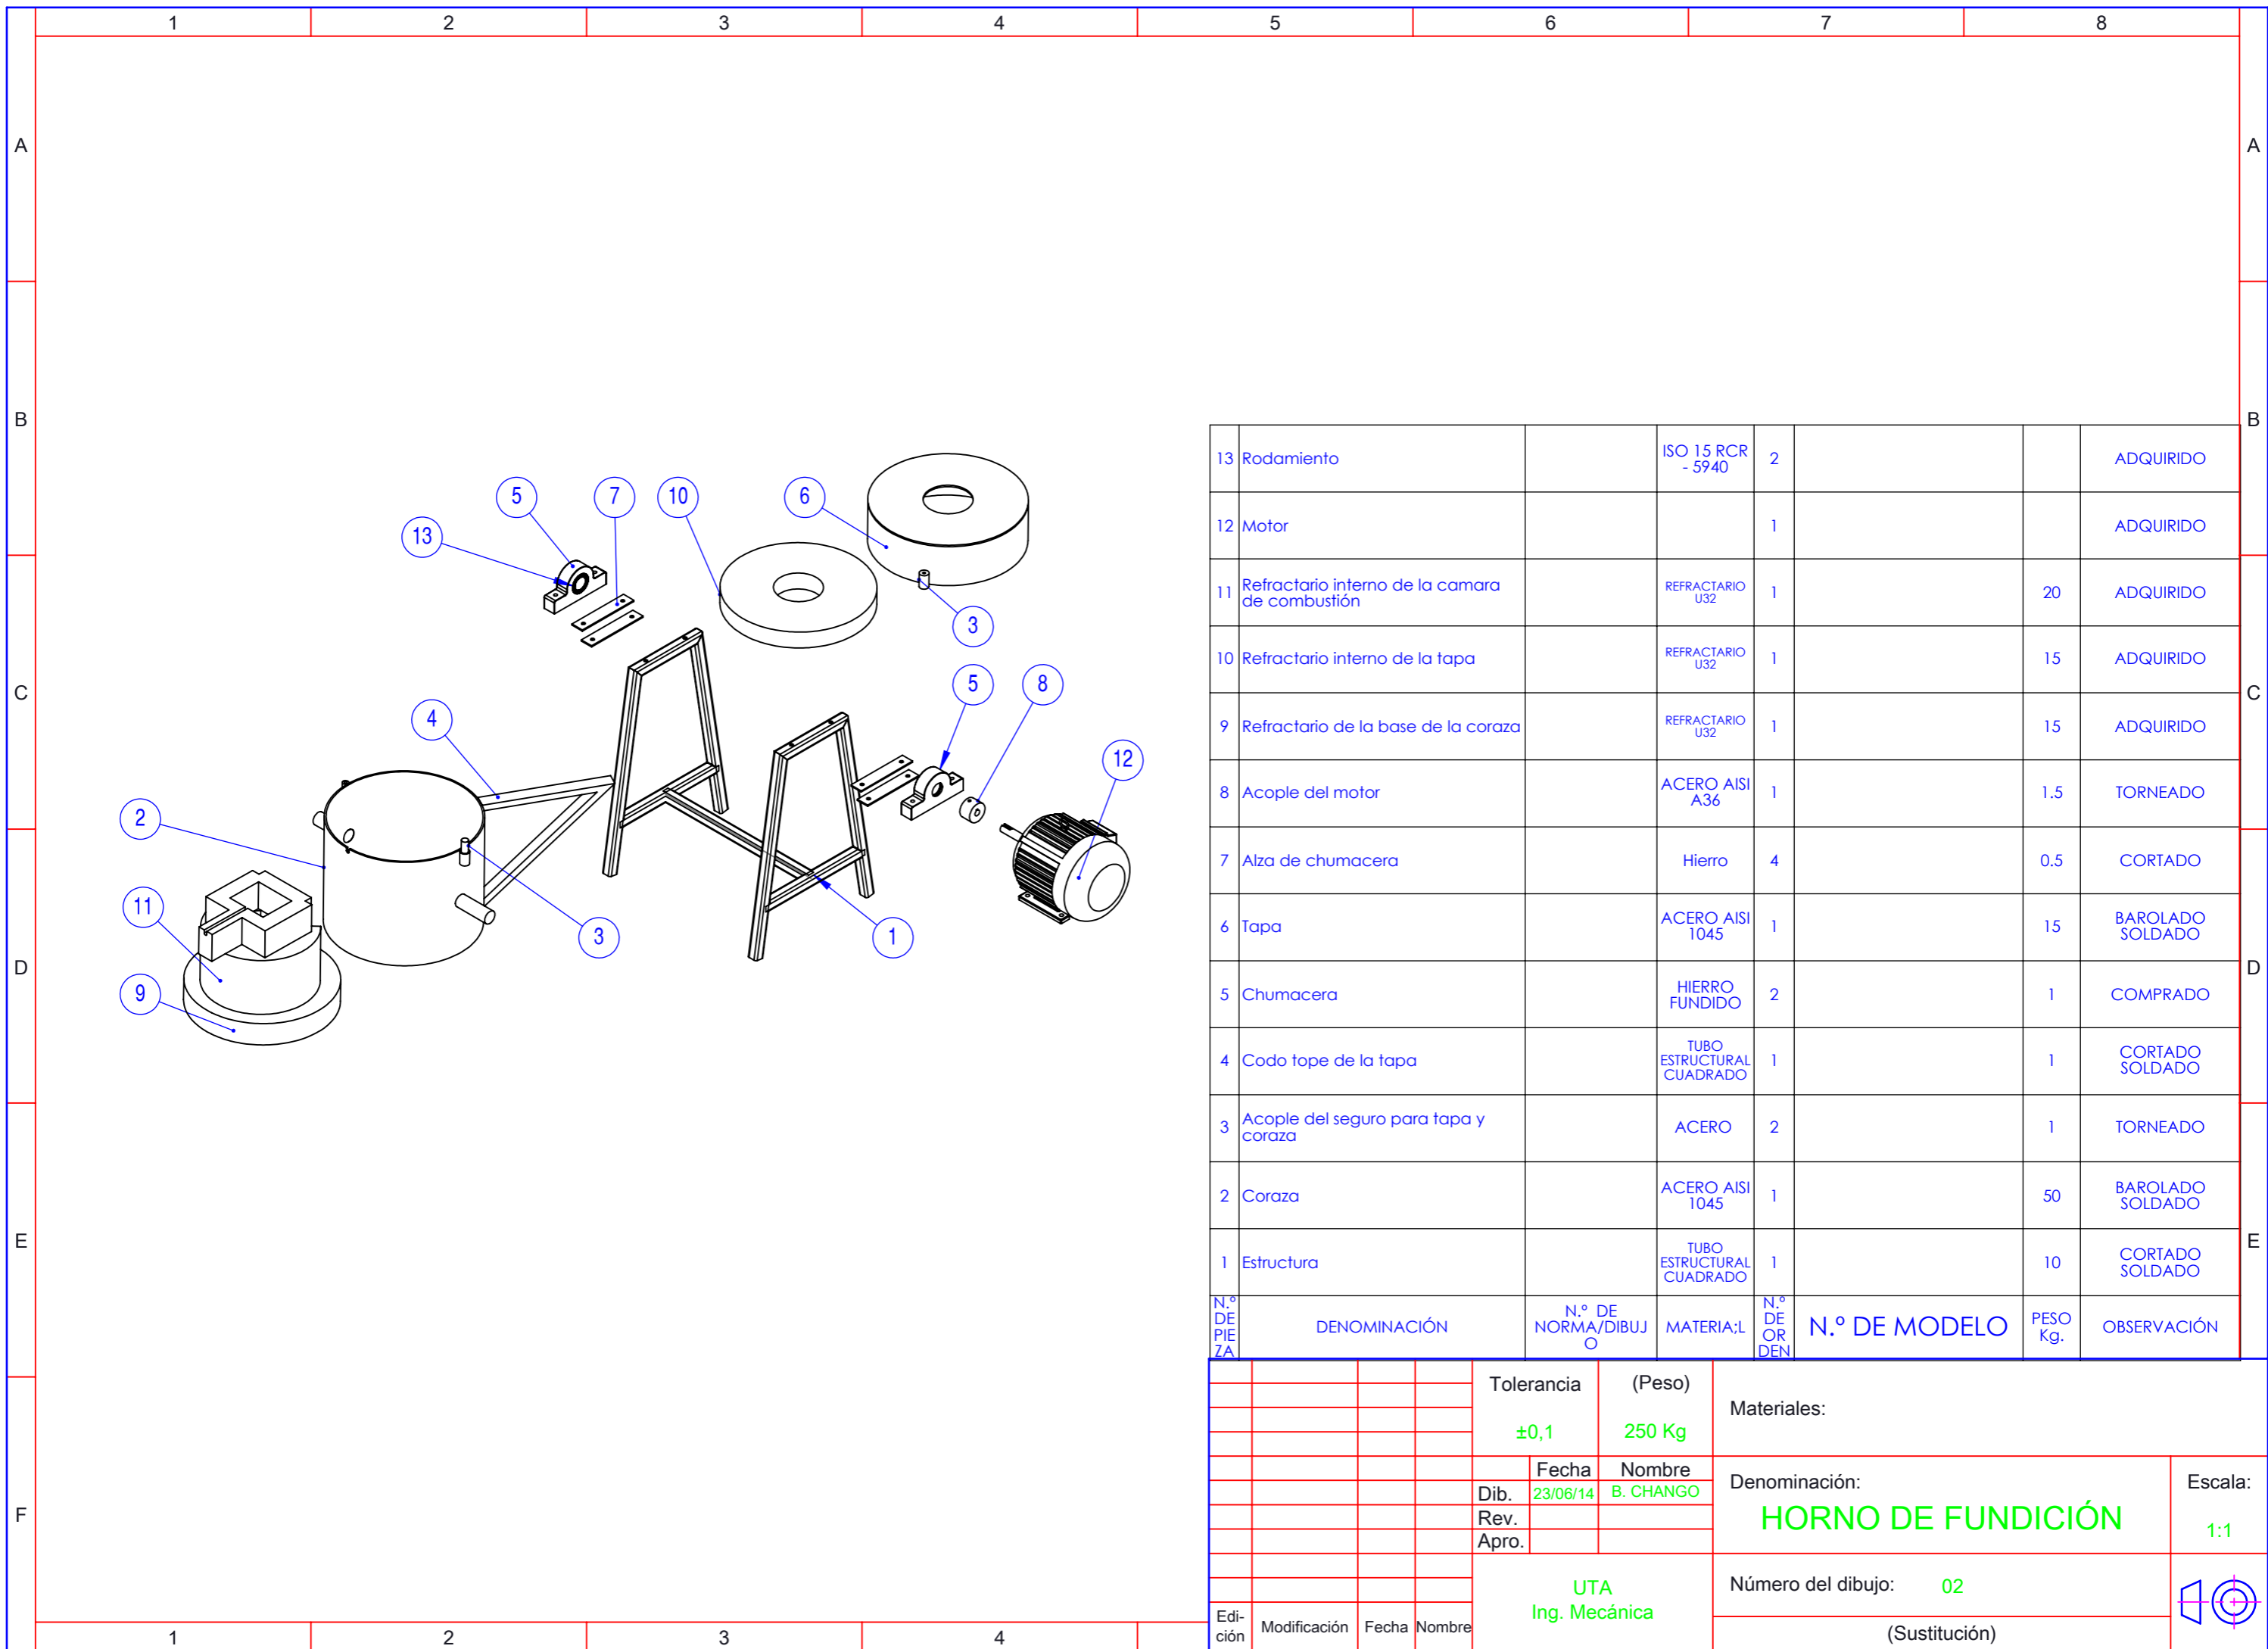 1 2 3 4 5 6 7 8
A A
B B
C C
D D
E E
F
5 7 10 6
13
3
5 8
4
12
2
11
3 1
9
13 Rodamiento ISO 15 RCR 2 ADQUIRIDO
- 5940
12 Motor 1 ADQUIRIDO
11 Refractario interno de la camara REFRACTARIO 1 20 ADQUIRIDO
de combustión U32
10 Refractario interno de la tapa REFRACTARIO 1 15 ADQUIRIDO
U32
9 Refractario de la base de la coraza REFRACTARIO 1 15 ADQUIRIDO
U32
8 Acople del motor ACERO AISI 1 1.5 TORNEADO
A36
7 Alza de chumacera Hierro 4 0.5 CORTADO
6 Tapa ACERO AISI 1 15 BAROLADO
1045 SOLDADO
5 Chumacera HIERRO 2 1 COMPRADO
FUNDIDO
4 Codo tope de la tapa TUBO 1 1 CORTADO
ESTRUCTURAL SOLDADO
CUADRADO
3 Acople del seguro para tapa y ACERO 2 1 TORNEADO
coraza
2 Coraza ACERO AISI 1 50 BAROLADO
1045 SOLDADO
1 Estructura TUBO 1 10 CORTADO
ESTRUCTURAL SOLDADO
CUADRADO
N.º
DE
PIE
ZA
DENOMINACIÓN
N.º DE
NORMA/DIBUJ
O
MATERIA;L
N.º
DE
OR
DEN
N.º DE MODELO
PESO
Kg.
OBSERVACIÓN
Tolerancia (Peso)
±0,1 250 Kg
Materiales:
Fecha Nombre
Dib. 23/06/14 B. CHANGO
Rev.
Apro.
Denominación:
HORNO DE FUNDICIÓN
Escala:
1:1
UTA
Ing. Mecánica
Número del dibujo: 02
(Sustitución)
Edi-
ción
Modificación Fecha Nombre
1 2 3 4